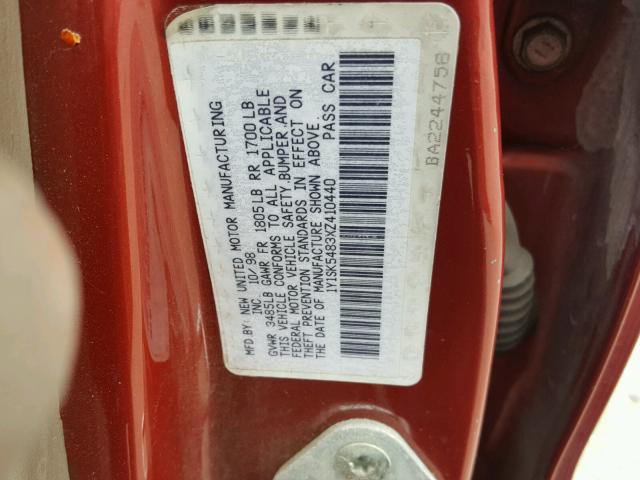 MFD BY: NEW UNITED MOTOR MANUFACTURING
INC. 10/98
GVWR 3485LB GAWR FR 1805LB RR 1700LB
THIS VEHICLE CONFORMS TO ALL APPLICABLE
FEDERAL MOTOR VEHICLE SAFETY,BUMPER,AND
THEFT PREVENTION STANDARDS IN EFFECT ON
THE DATE OF MANUFACTURE SHOWN ABOVE.
1Y1SK5483XZ410440 PASS CAR
BA2244758